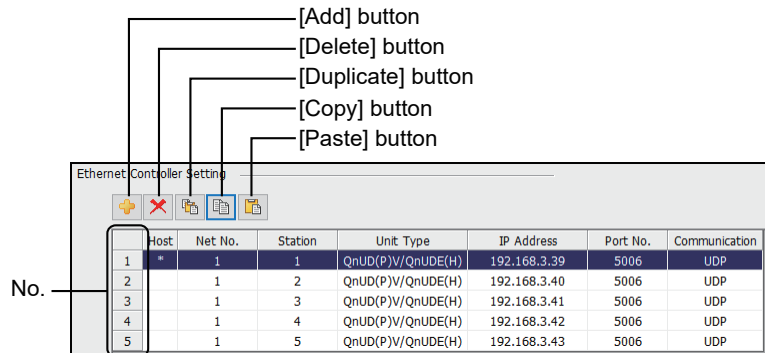 [Add] button
[Delete] button
[Duplicate] button
[Copy] button
[Paste] button
Ethernet Controller Setting
Host Net No. Station Unit Type IP Address Port No. Communication
No.
1 * 1 1 QnUD(P)V/QnUDE(H) 192.168.3.39 5006 UDP
2 1 2 QnUD(P)V/QnUDE(H) 192.168.3.40 5006 UDP
3 1 3 QnUD(P)V/QnUDE(H) 192.168.3.41 5006 UDP
4 1 4 QnUD(P)V/QnUDE(H) 192.168.3.42 5006 UDP
5 1 5 QnUD(P)V/QnUDE(H) 192.168.3.43 5006 UDP